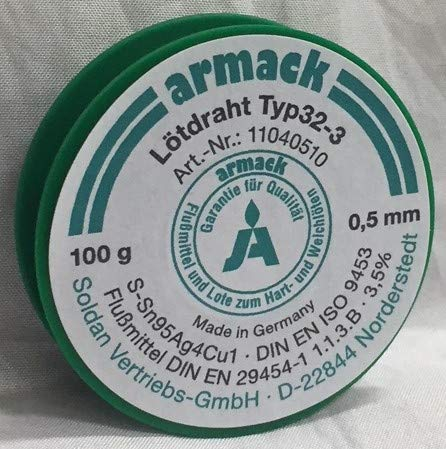 armack
Lötdraht Typ32-3
Art.-Nr.: 11040510
armack
Garantie für Qualität
Flußmittel und Lote zum Hart- und Weichlöten
100 g
0,5 mm
Made in Germany
S-Sn95Ag4Cu1 · DIN EN ISO 9453
Flußmittel DIN EN 29454-1 1.1.3.B · 3,5%
Soldan Vertriebs-GmbH · D-22844 Norderstedt